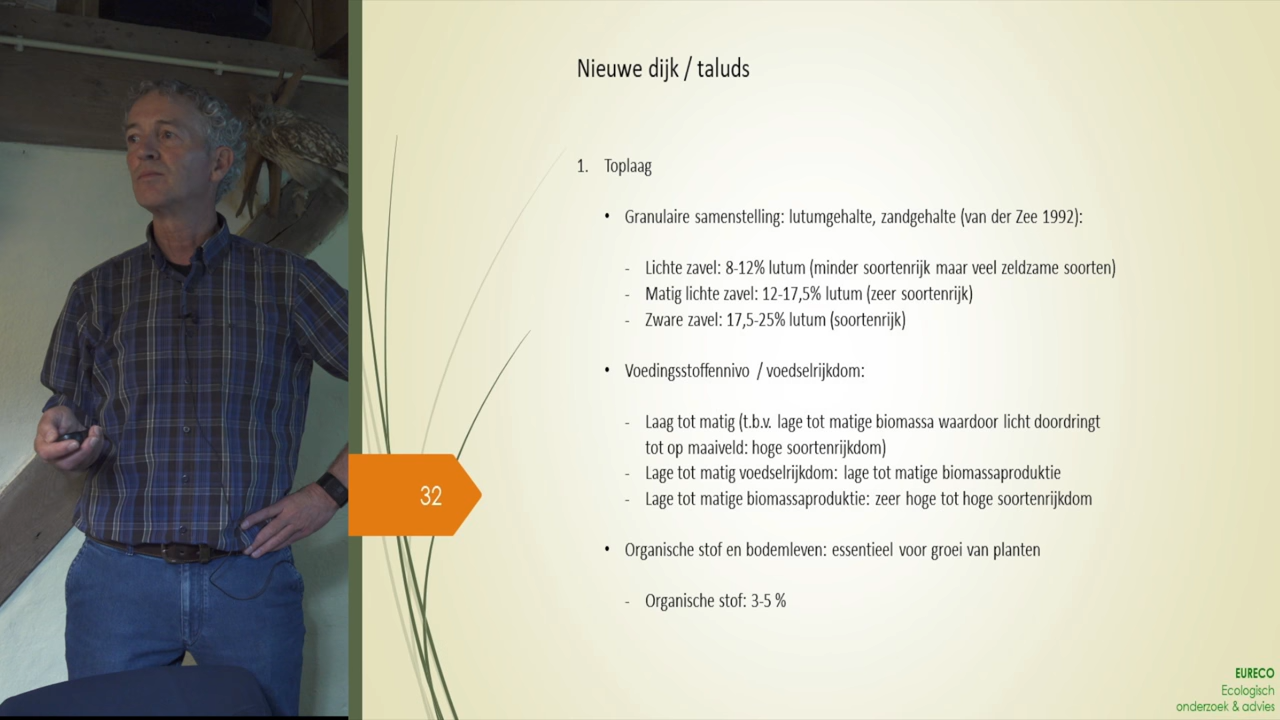 Nieuwe dijk / taluds
1. Toplaag
• Granulaire samenstelling: lutumgehalte, zandgehalte (van der Zee 1992):
- Lichte zavel: 8-12% lutum (minder soortenrijk maar veel zeldzame soorten)
- Matig lichte zavel: 12-17,5% lutum (zeer soortenrijk)
- Zware zavel: 17,5-25% lutum (soortenrijk)
• Voedingsstoffennivo / voedselrijkdom:
- Laag tot matig (t.b.v. lage tot matige biomassa waardoor licht doordringt
tot op maaiveld: hoge soortenrijkdom)
- Lage tot matig voedselrijkdom: lage tot matige biomassaproduktie
- Lage tot matige biomassaproduktie: zeer hoge tot hoge soortenrijkdom
• Organische stof en bodemleven: essentieel voor groei van planten
- Organische stof: 3-5 %
32
EURECO
Ecologisch
onderzoek & advies